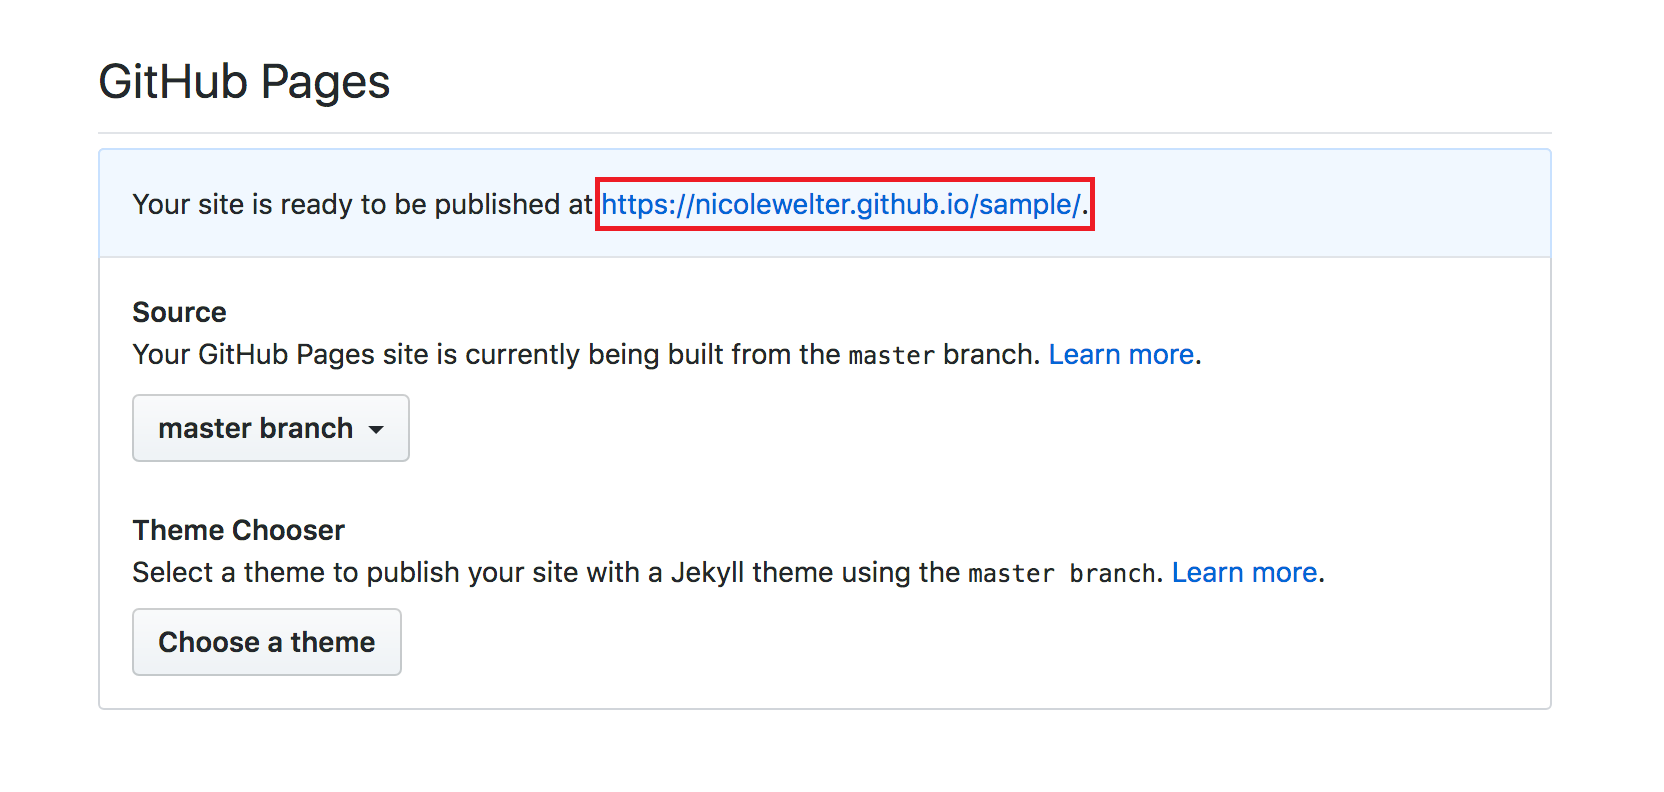 GitHub Pages
Your site is ready to be published at https://nicolewelter.github.io/sample/.
Source
Your GitHub Pages site is currently being built from the master branch. Learn more.
master branch
Theme Chooser
Select a theme to publish your site with a Jekyll theme using the master branch. Learn more.
Choose a theme